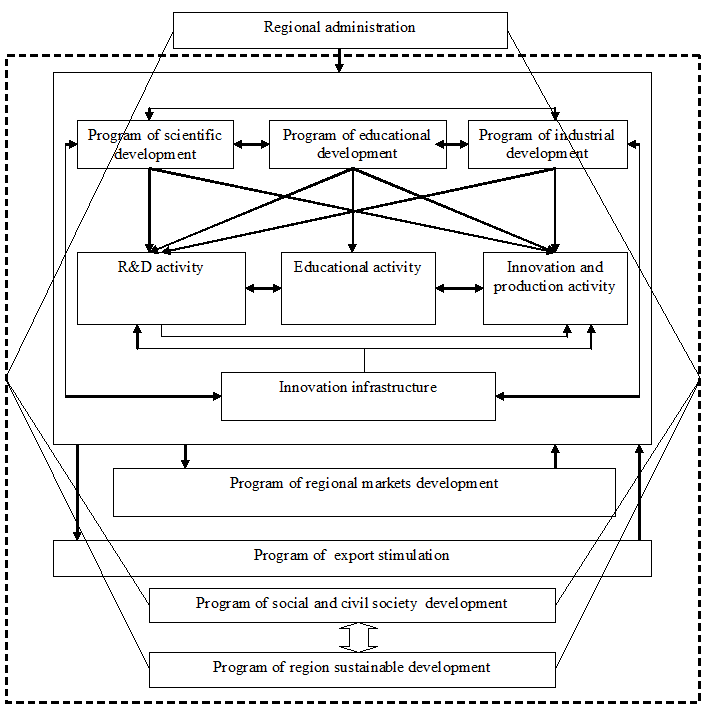 Regional administration
Program of scientific
development
Program of educational
development
Program of industrial
development
R&D activity
Educational activity
Innovation and
production activity
Innovation infrastructure
Program of regional markets development
Program of  export stimulation
Program of social and civil society  development
Program of region sustainable development